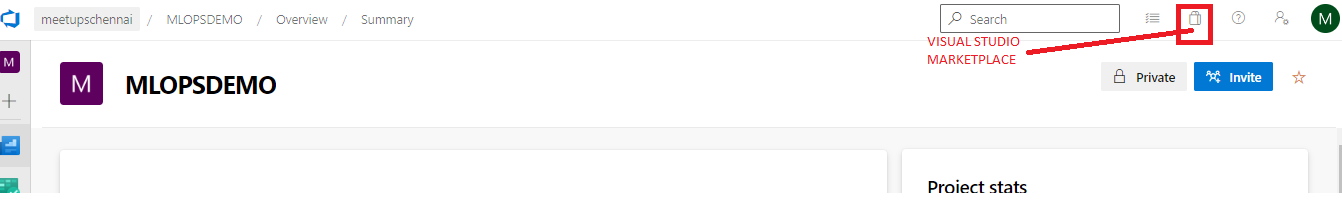 meetupschennai / MLOPSDEMO / Overview / Summary Search M
VISUAL STUDIO
MARKETPLACE
M
M MLOPSDEMO Private Invite
Project stats